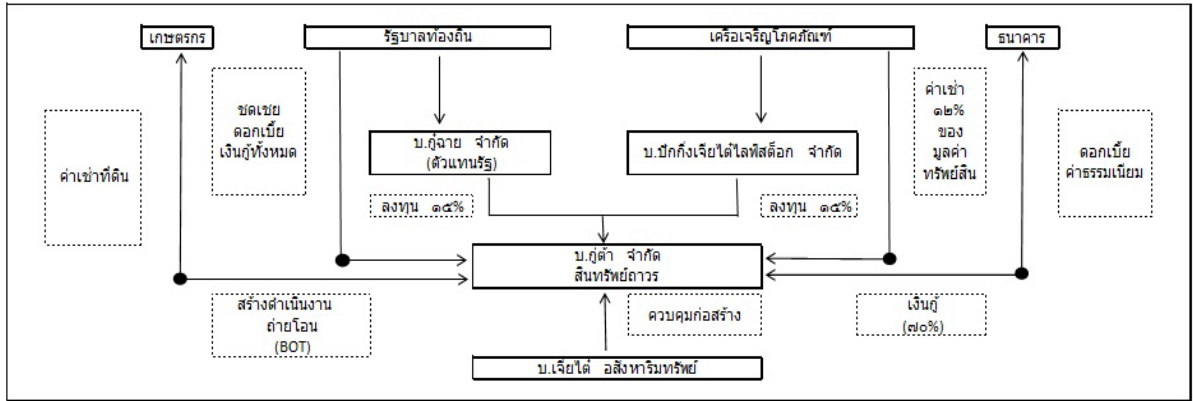 เกษตรกร
รัฐบาลท้องถิ่น
เครือเจริญโภคภัณฑ์
ธนาคาร
ค่าเช่าที่ดิน
ชดเชย
ดอกเบี้ย
เงินกู้ทั้งหมด
บ.กู่ฉาย จำกัด
(ตัวแทนรัฐ)
บ.ปักกิ่งเจียไต๋ไลฟ์สต็อก จำกัด
ค่าเช่า
๑๒%
ของ
มูลค่า
ทรัพย์สิน
ดอกเบี้ย
ค่าธรรมเนียม
ลงทุน ๑๕%
ลงทุน ๑๕%
บ.กู่ต้า จำกัด
สินทรัพย์ถาวร
สร้างดำเนินงาน
ถ่ายโอน
(BOT)
ควบคุมก่อสร้าง
เงินกู้
(๗๐%)
บ.เจียไต๋ อสังหาริมทรัพย์